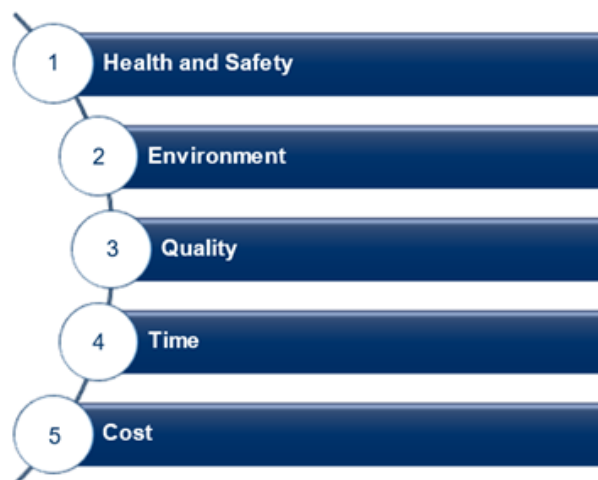 1 Health and Safety
2 Environment
3 Quality
4 Time
5 Cost